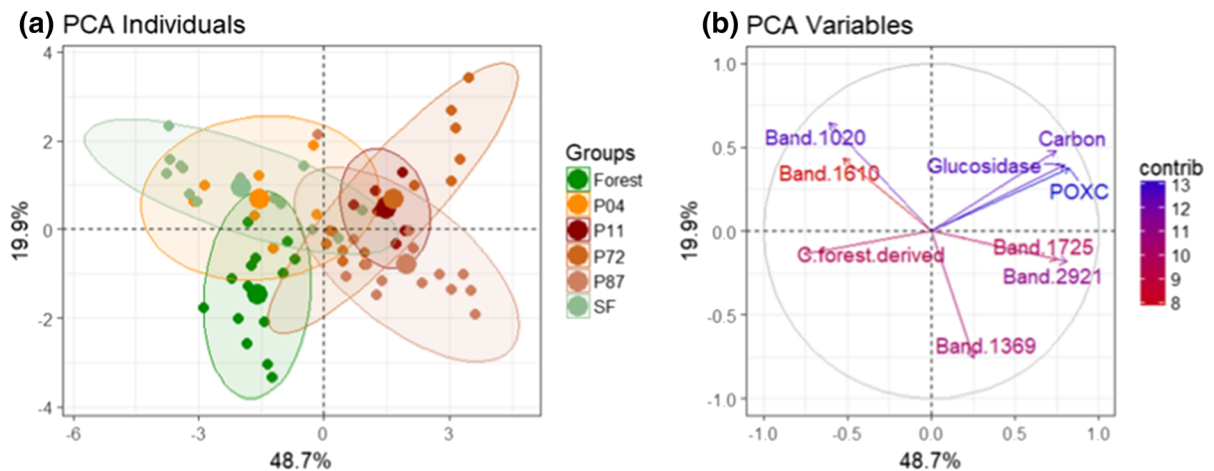 (a) PCA Individuals
4
2
0
-2
-4
19.9%
-6
-3
0
3
48.7%
Groups
Forest
P04
P11
P72
P87
SF
(b) PCA Variables
1.0
0.5
0.0
-0.5
-1.0
19.9%
Band.1020
Band.1610
Carbon
Glucosidase
POXC
C.forest.derived
Band.1725
Band.2921
Band.1369
-1.0
-0.5
0.0
0.5
1.0
48.7%
contrib
13
12
11
10
9
8